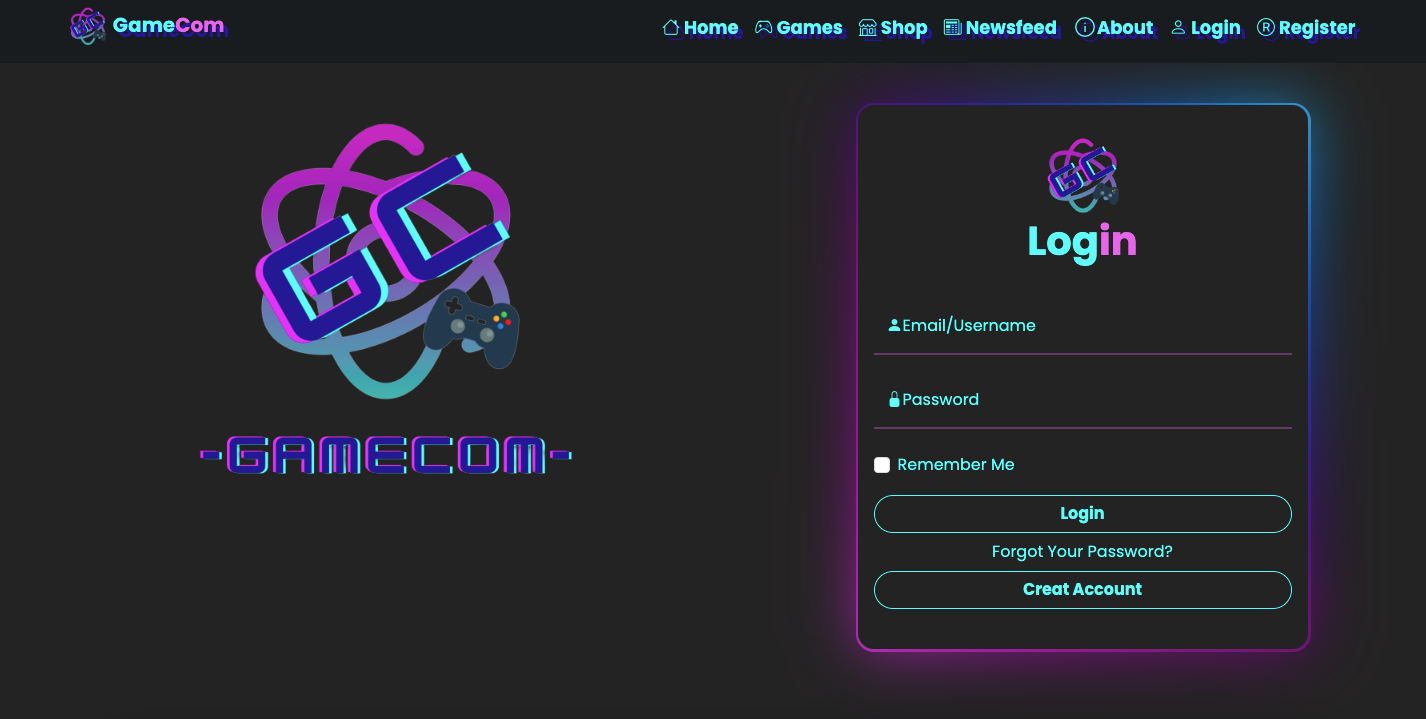 GameCom Home Games Shop Newsfeed About Login Register
GC
-GAMECOM-
GC
Login
Email/Username
Password
Remember Me
Login
Forgot Your Password?
Creat Account